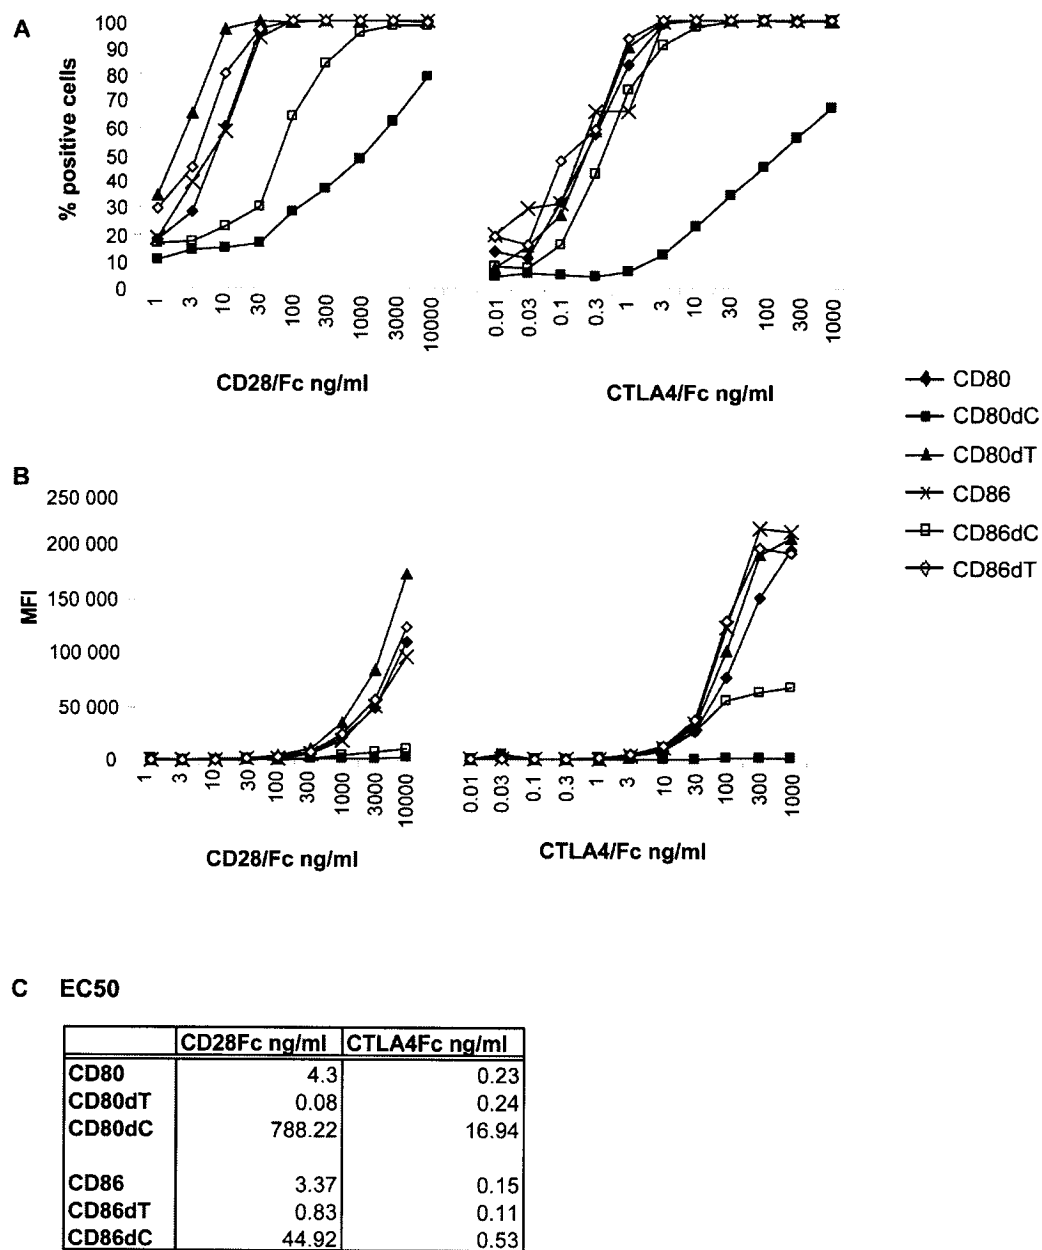 A
% positive cells
100
90
80
70
60
50
40
30
20
10
0
1 3 10 30 100 300 1000 3000 10000
CD28/Fc ng/ml
0.01 0.03 0.1 0.3 1 3 10 30 100 300 1000
CTLA4/Fc ng/ml
CD80
CD80dC
CD80dT
CD86
CD86dC
CD86dT
B
MFI
250 000
200 000
150 000
100 000
50 000
0
1 3 10 30 100 300 1000 3000 10000
CD28/Fc ng/ml
0.01 0.03 0.1 0.3 1 3 10 30 100 300 1000
CTLA4/Fc ng/ml
C EC50
CD28Fc ng/ml CTLA4Fc ng/ml
CD80 4.3 0.23
CD80dT 0.08 0.24
CD80dC 788.22 16.94
CD86 3.37 0.15
CD86dT 0.83 0.11
CD86dC 44.92 0.53